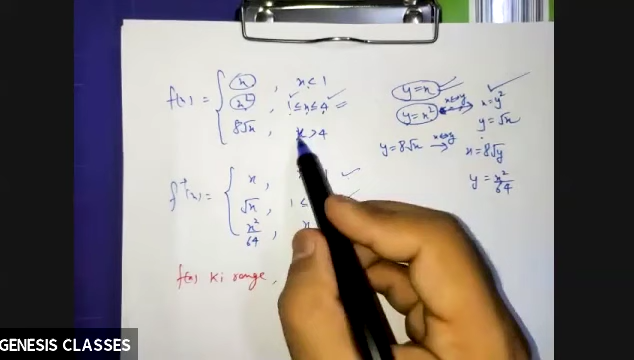 f(x) = { x , x < 1
x² , 1 ≤ x ≤ 4 =
8√x , x > 4
y = x
y = x²
x↔y
x = y²
y = √x
y = 8√x →
x↔y
x = 8√y
y = x²/64
f⁻¹(x) = { x , 1
√x , 1 ≤
x²/64 , x
f(x) ki range,
GENESIS CLASSES